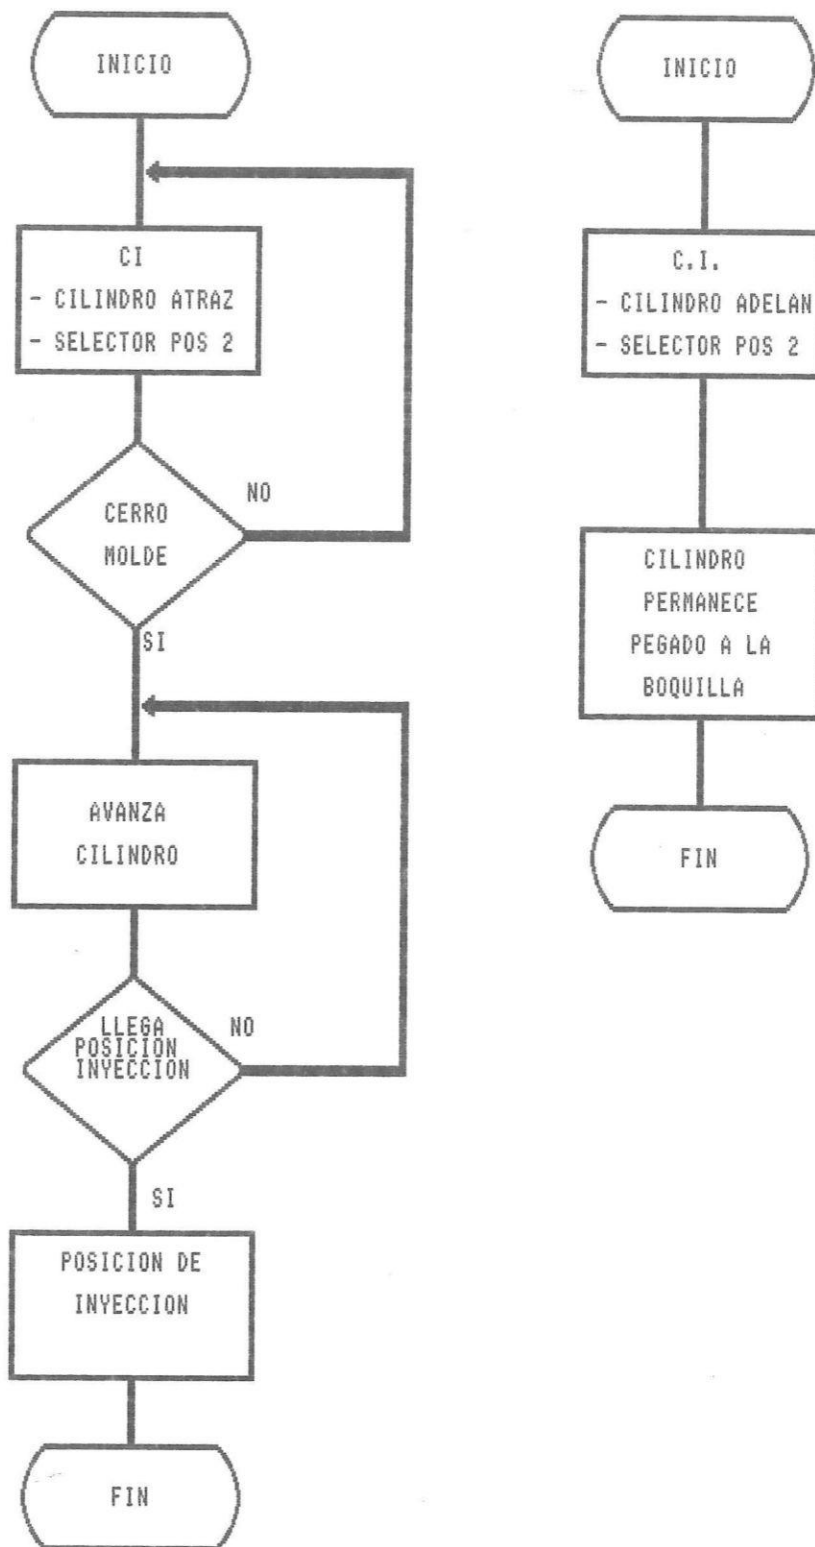 INICIO
CI
- CILINDRO ATRAZ
- SELECTOR POS 2
CERRO
MOLDE
NO
SI
AVANZA
CILINDRO
LLEGA
POSICION
INYECCION
NO
SI
POSICION DE
INYECCION
FIN
INICIO
C.I.
- CILINDRO ADELAN
- SELECTOR POS 2
CILINDRO
PERMANECE
PEGADO A LA
BOQUILLA
FIN